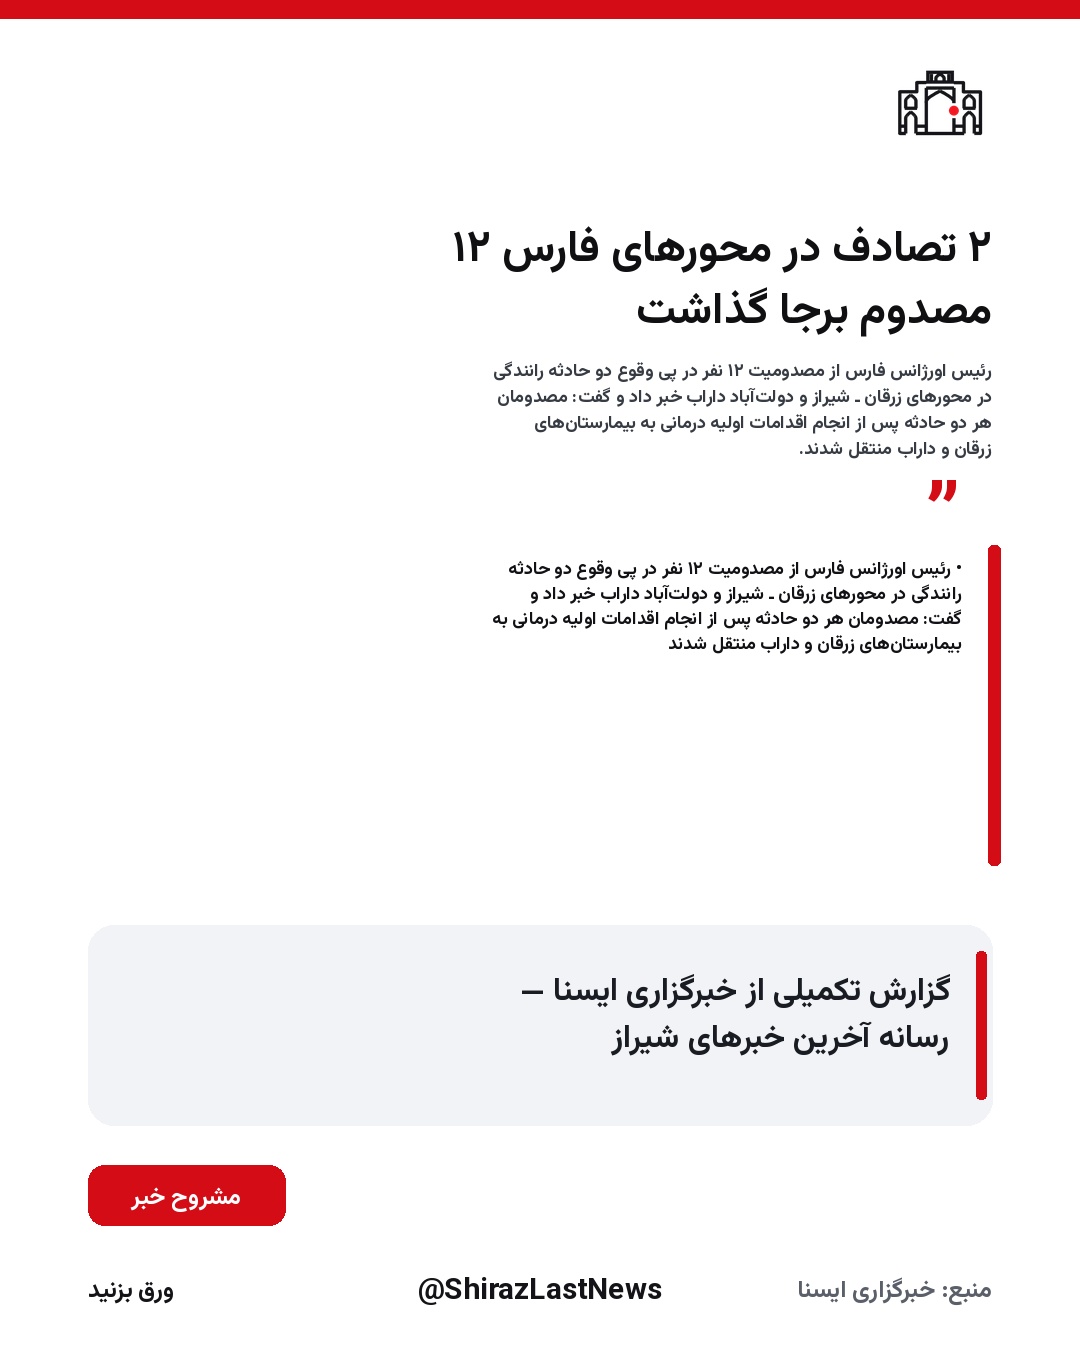 ۲ تصادف در محورهای فارس ۱۲
مصدوم برجا گذاشت
رئیس اورژانس فارس از مصدومیت ۱۲ نفر در پی وقوع دو حادثه رانندگی
در محورهای زرقان ـ شیراز و دولت‌آباد داراب خبر داد و گفت: مصدومان
هر دو حادثه پس از انجام اقدامات اولیه درمانی به بیمارستان‌های
زرقان و داراب منتقل شدند.
”
• رئیس اورژانس فارس از مصدومیت ۱۲ نفر در پی وقوع دو حادثه
رانندگی در محورهای زرقان ـ شیراز و دولت‌آباد داراب خبر داد و
گفت: مصدومان هر دو حادثه پس از انجام اقدامات اولیه درمانی به
بیمارستان‌های زرقان و داراب منتقل شدند
گزارش تکمیلی از خبرگزاری ایسنا —
رسانه آخرین خبرهای شیراز
مشروح خبر
منبع: خبرگزاری ایسنا
@ShirazLastNews
ورق بزنید